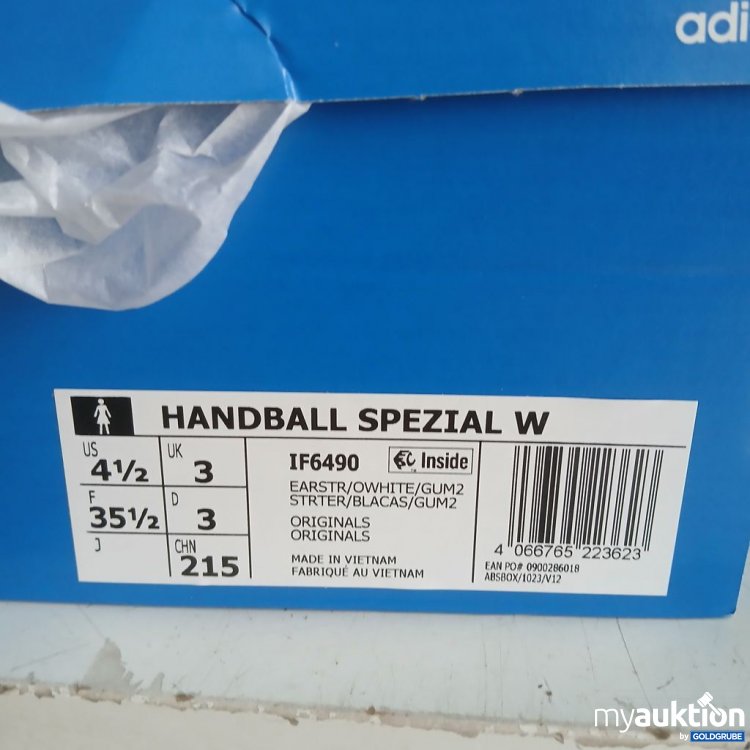 adi
HANDBALL SPEZIAL W
US
4½
UK
3
F
35½
D
3
J
CHN
215
IF6490
Inside
EARSTR/OWHITE/GUM2
STRTER/BLACAS/GUM2
ORIGINALS
ORIGINALS
MADE IN VIETNAM
FABRIQUÉ AU VIETNAM
4 066765 223623
EAN PO# 0900286018
ABSBOX/1023/V12
myauktion
by GOLDGRUBE